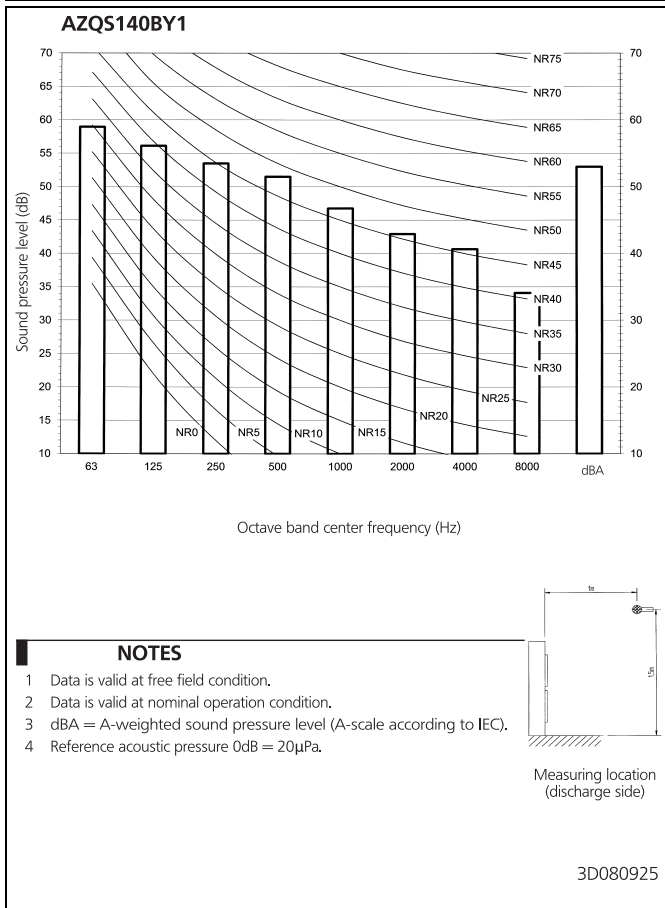 AZQS140BY1
Sound pressure level (dB)
70
65
60
55
50
45
40
35
30
25
20
15
10
70
60
50
40
30
20
10
NR75
NR70
NR65
NR60
NR55
NR50
NR45
NR40
NR35
NR30
NR25
NR20
NR0 NR5 NR10 NR15
63 125 250 500 1000 2000 4000 8000 dBA
Octave band center frequency (Hz)
1m
1,5m
NOTES
1 Data is valid at free field condition.
2 Data is valid at nominal operation condition.
3 dBA = A-weighted sound pressure level (A-scale according to IEC).
4 Reference acoustic pressure 0dB = 20μPa.
Measuring location
(discharge side)
3D080925